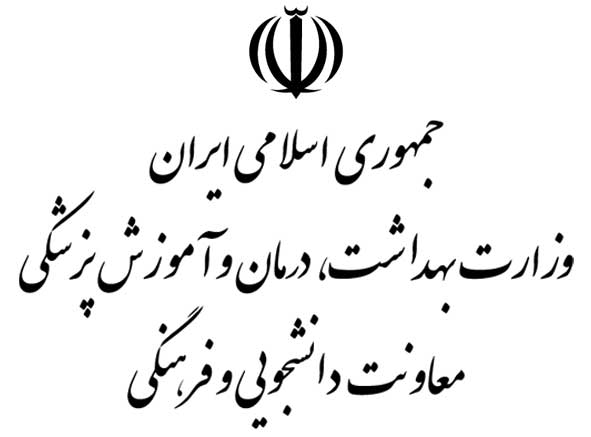 جمهوری اسلامی ایران
وزارت بهداشت، درمان و آموزش پزشکی
معاونت دانشجویی و فرهنگی